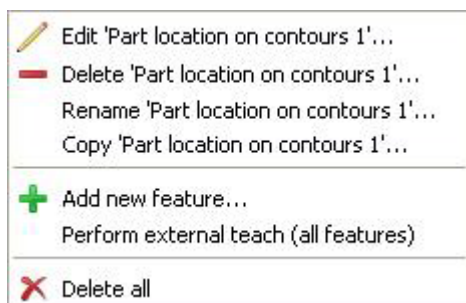 Edit 'Part location on contours 1'...
Delete 'Part location on contours 1'...
Rename 'Part location on contours 1'...
Copy 'Part location on contours 1'...
Add new feature...
Perform external teach (all features)
Delete all